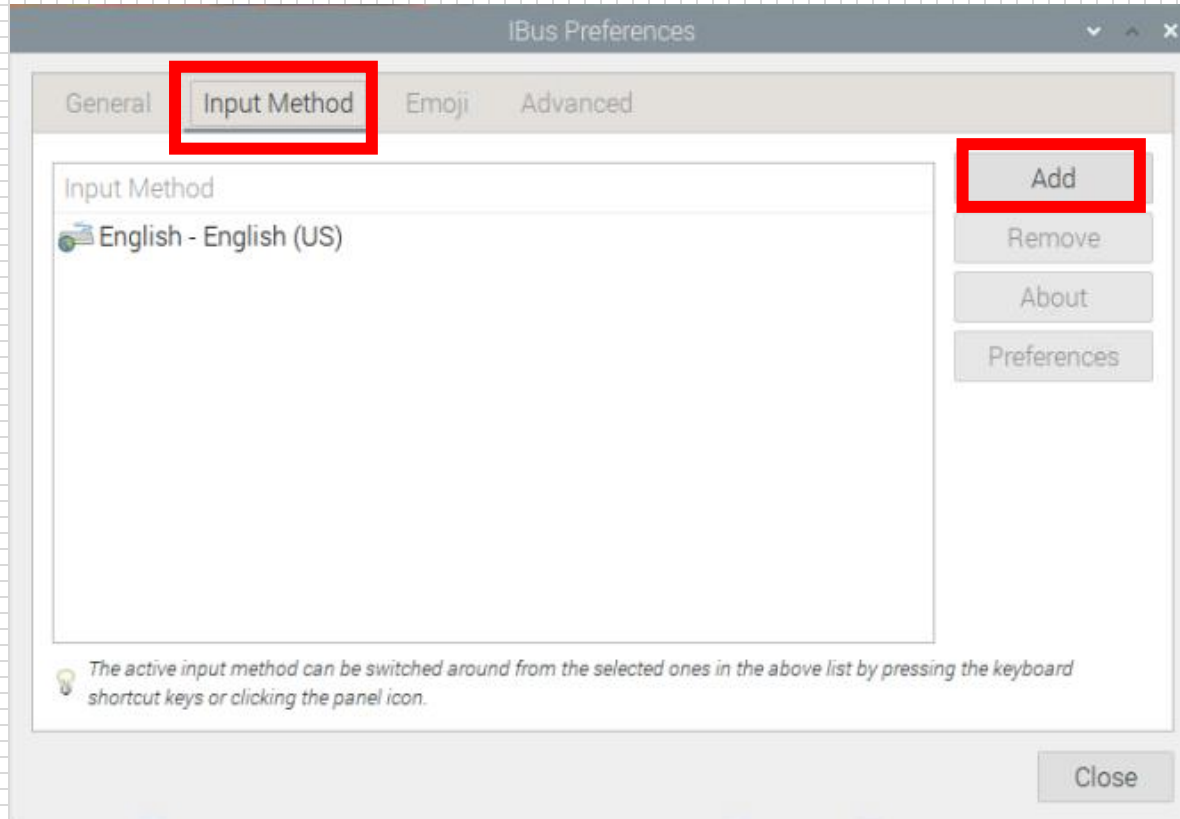 IBus Preferences
General Input Method Emoji Advanced
Input Method
English - English (US)
Add
Remove
About
Preferences
The active input method can be switched around from the selected ones in the above list by pressing the keyboard
shortcut keys or clicking the panel icon.
Close